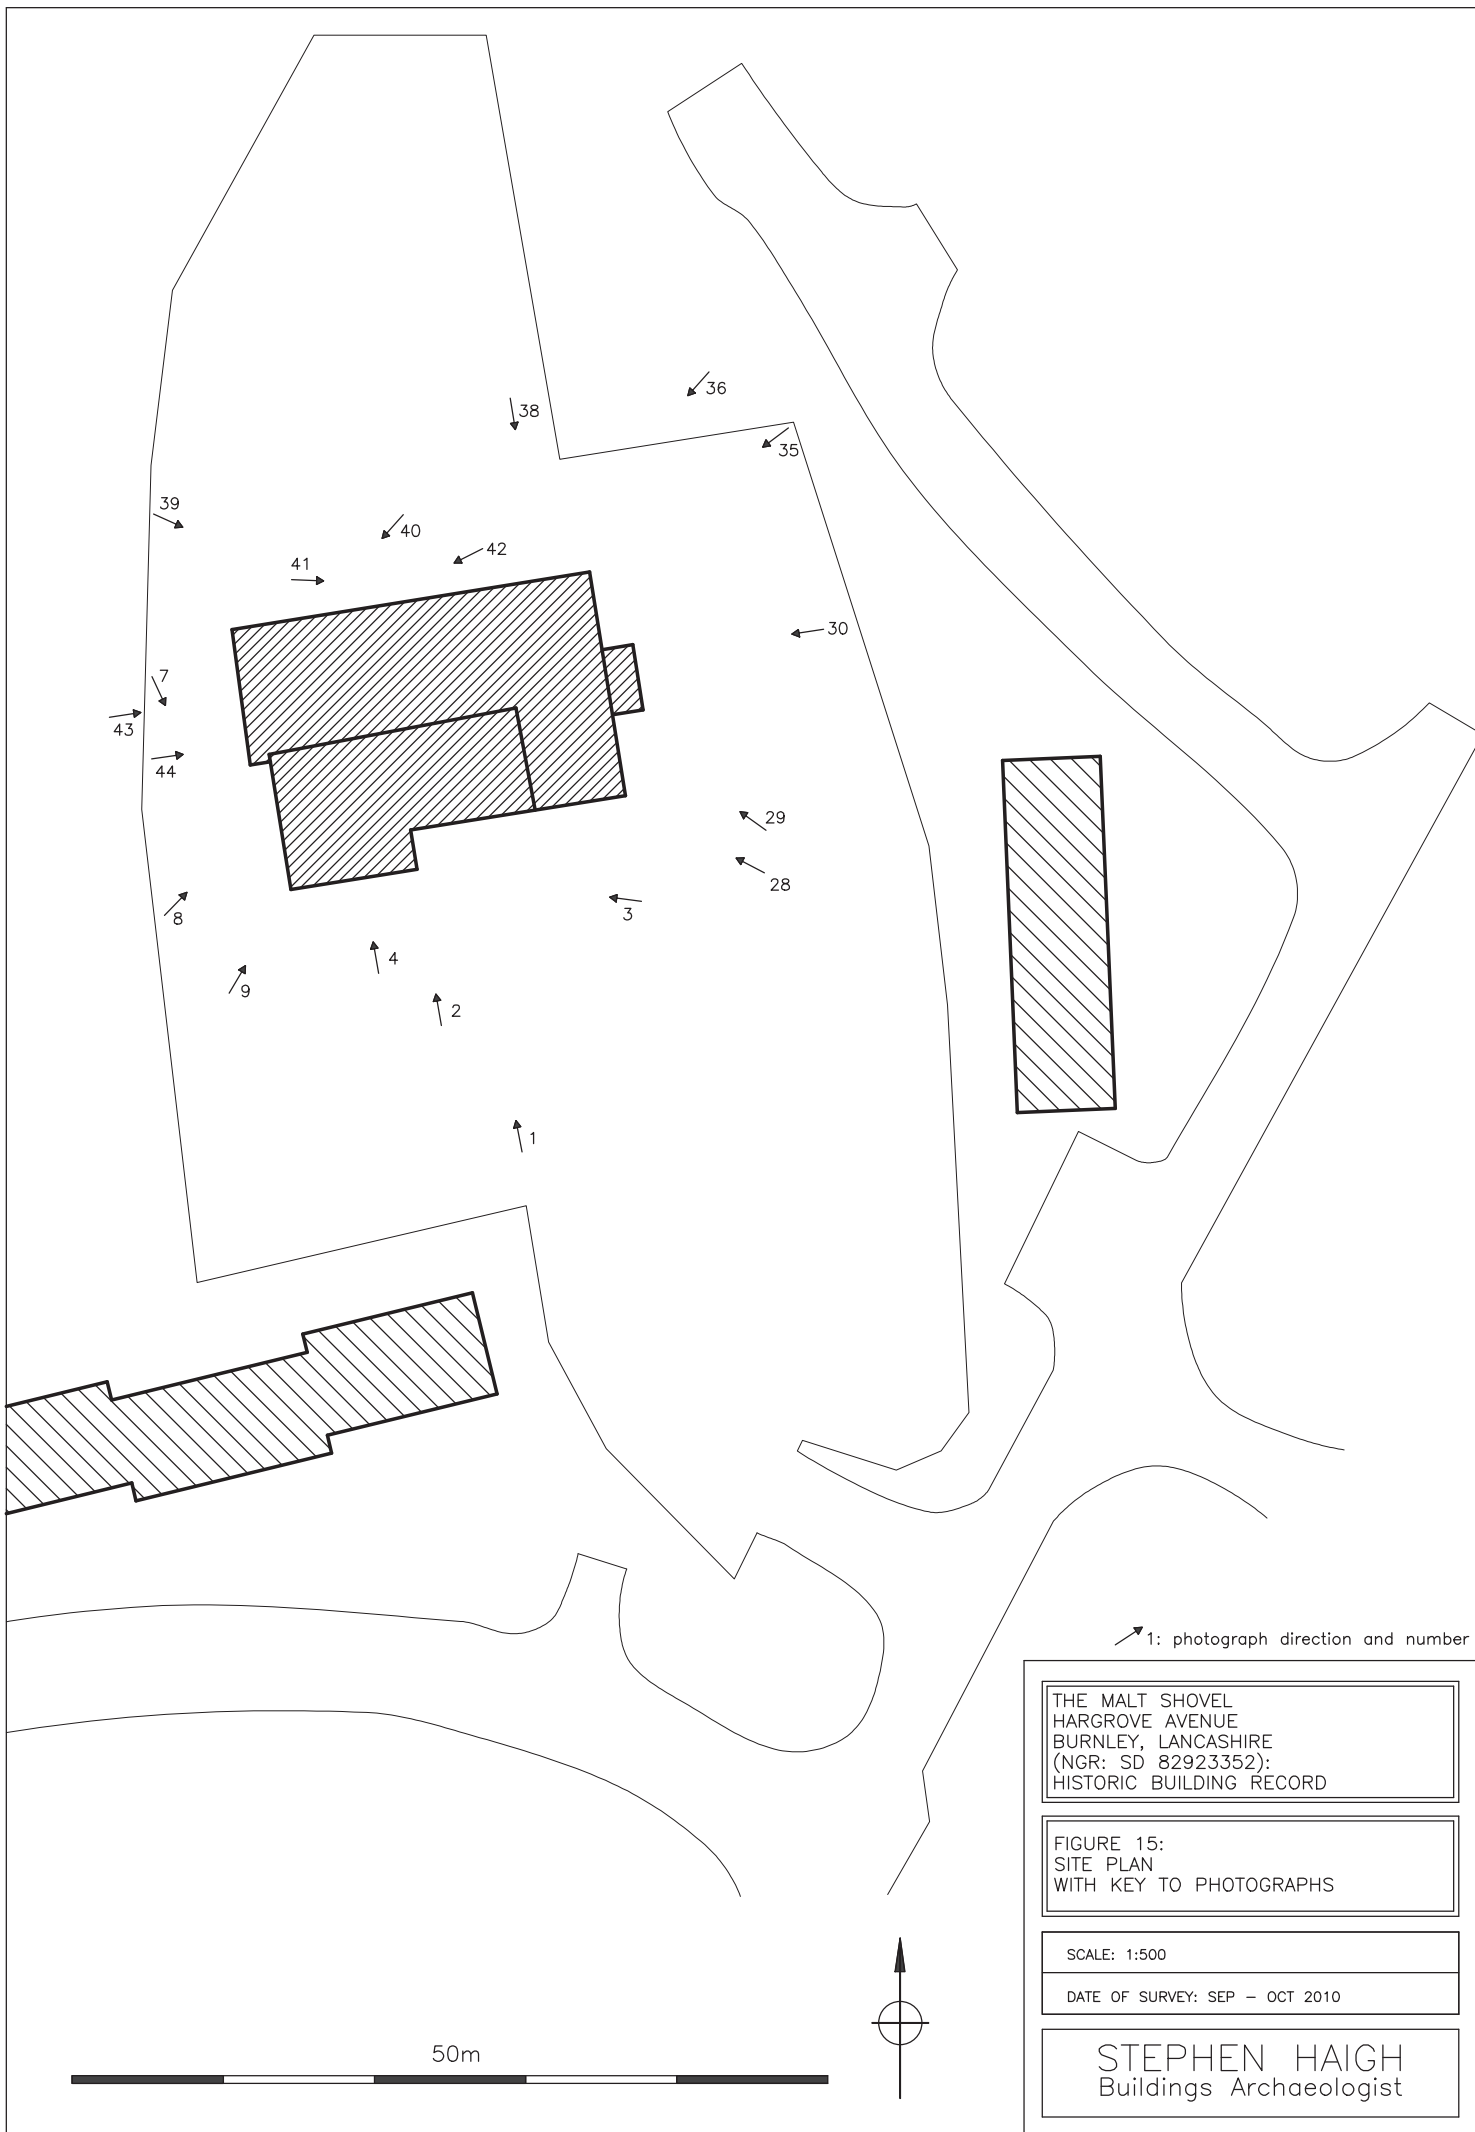 36
38
35
39
40
42
41
30
7
43
44
29
28
8
3
4
9
2
1
1: photograph direction and number
THE MALT SHOVEL
HARGROVE AVENUE
BURNLEY, LANCASHIRE
(NGR: SD 82923352):
HISTORIC BUILDING RECORD
FIGURE 15:
SITE PLAN
WITH KEY TO PHOTOGRAPHS
SCALE: 1:500
DATE OF SURVEY: SEP – OCT 2010
50m
STEPHEN HAIGH
Buildings Archaeologist